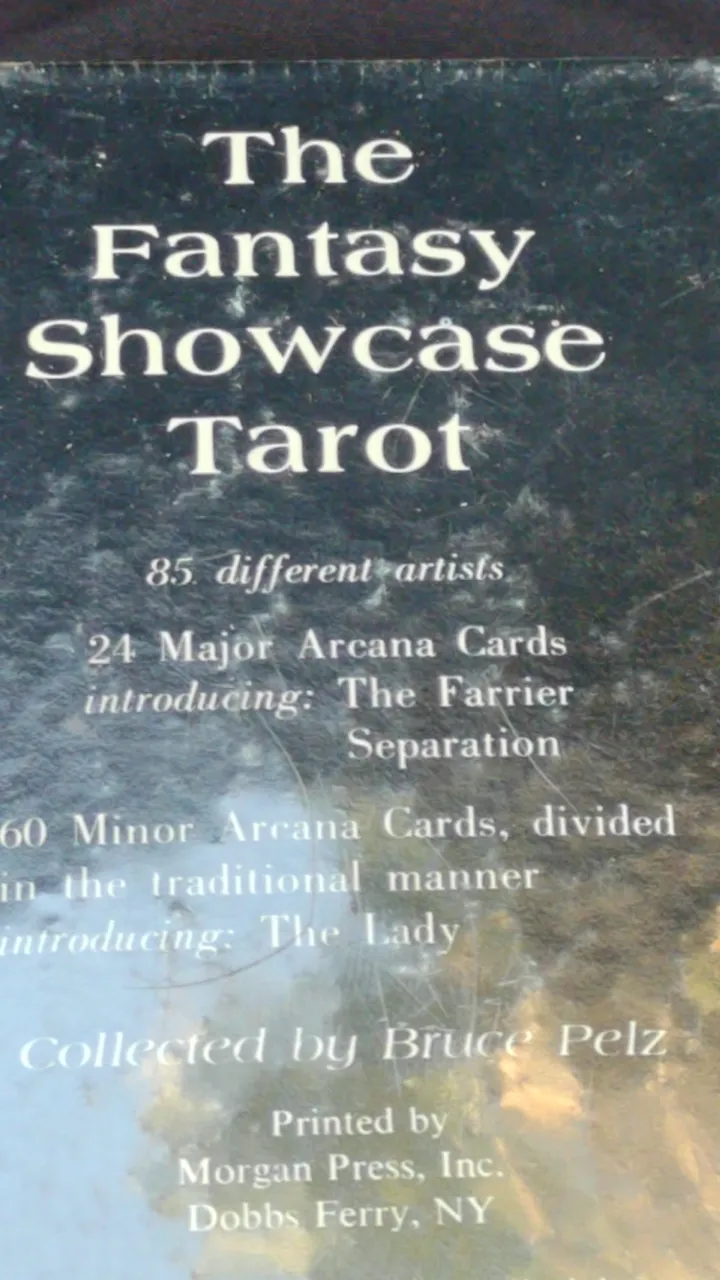 The
Fantasy
Showcase
Tarot
85 different artists
24 Major Arcana Cards
introducing: The Farrier
Separation
60 Minor Arcana Cards, divided
in the traditional manner
introducing: The Lady
Collected by Bruce Pelz
Printed by
Morgan Press, Inc.
Dobbs Ferry, NY